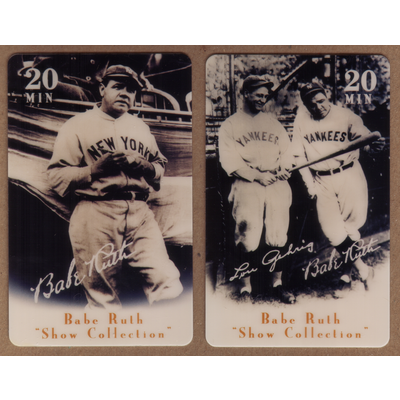 20
MIN
NEW YORK
Babe Ruth
Babe Ruth
"Show Collection"
20
MIN
YANKEES
YANKEES
Lou Gehrig
Babe Ruth
Babe Ruth
"Show Collection"